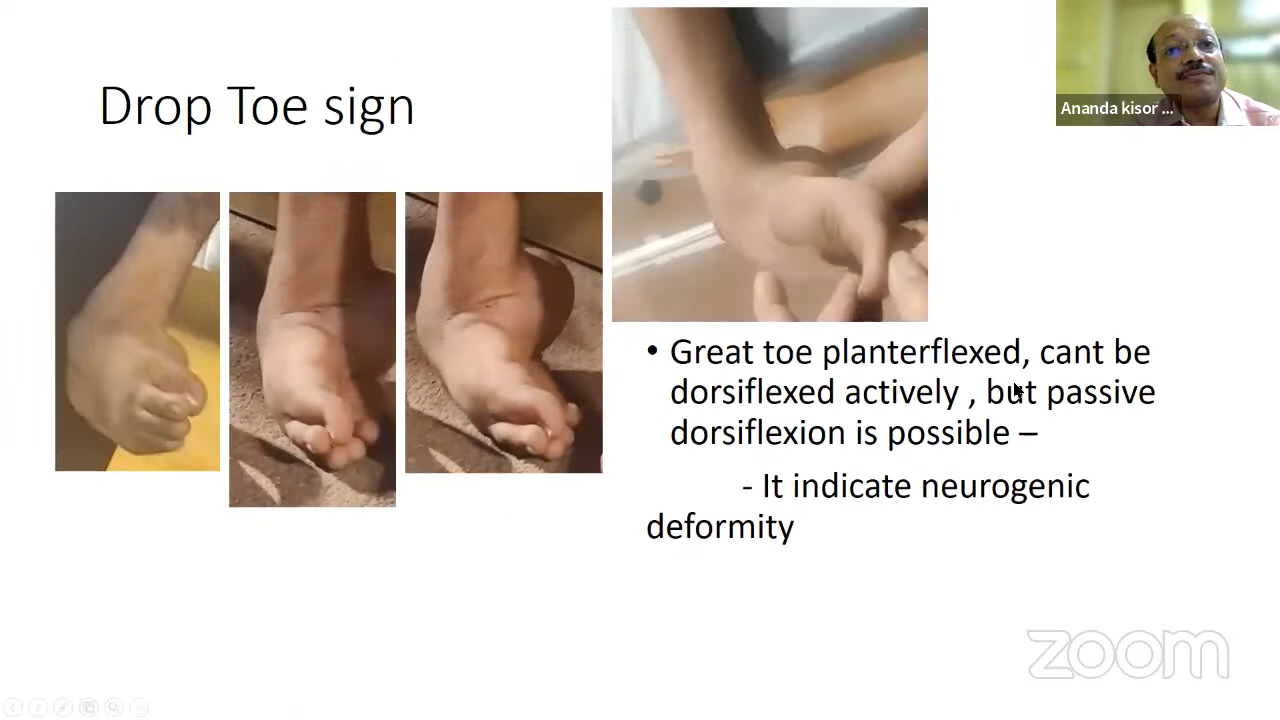 Drop Toe sign
Ananda kisor ...
• Great toe planterflexed, cant be
dorsiflexed actively , but passive
dorsiflexion is possible –
- It indicate neurogenic
deformity
zoom